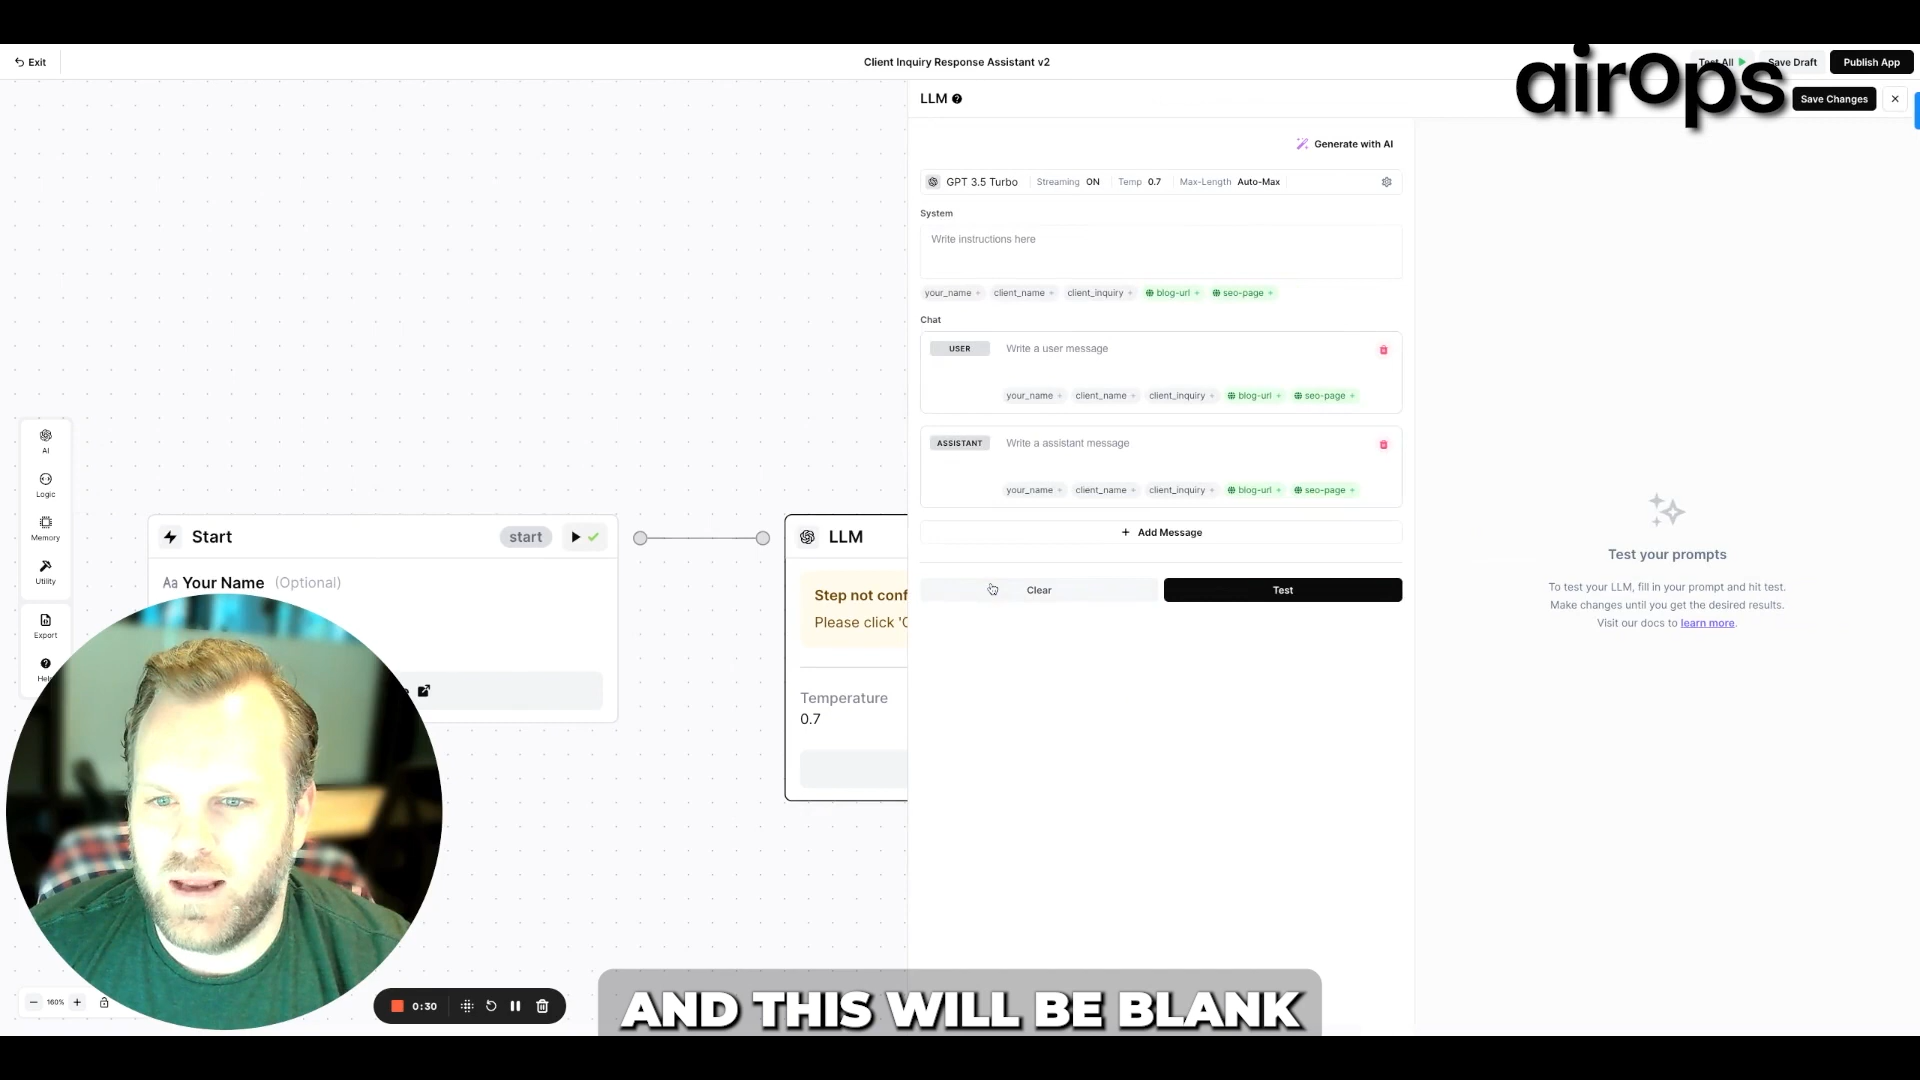 Exit
Client Inquiry Response Assistant v2
Test All
Save Draft
Publish App
airops
LLM
Save Changes
Generate with AI
GPT 3.5 Turbo
Streaming ON
Temp 0.7
Max-Length Auto-Max
System
Write instructions here
your_name + client_name + client_inquiry + blog-url + seo-page +
Chat
USER
Write a user message
your_name + client_name + client_inquiry + blog-url + seo-page +
ASSISTANT
Write a assistant message
your_name + client_name + client_inquiry + blog-url + seo-page +
+ Add Message
Clear
Test
Test your prompts
To test your LLM, fill in your prompt and hit test.
Make changes until you get the desired results.
Visit our docs to learn more.
AI
Logic
Memory
Utility
Export
Start
start
Aa Your Name (Optional)
LLM
Step not conf
Please click '
Temperature
0.7
160%
0:30
AND THIS WILL BE BLANK